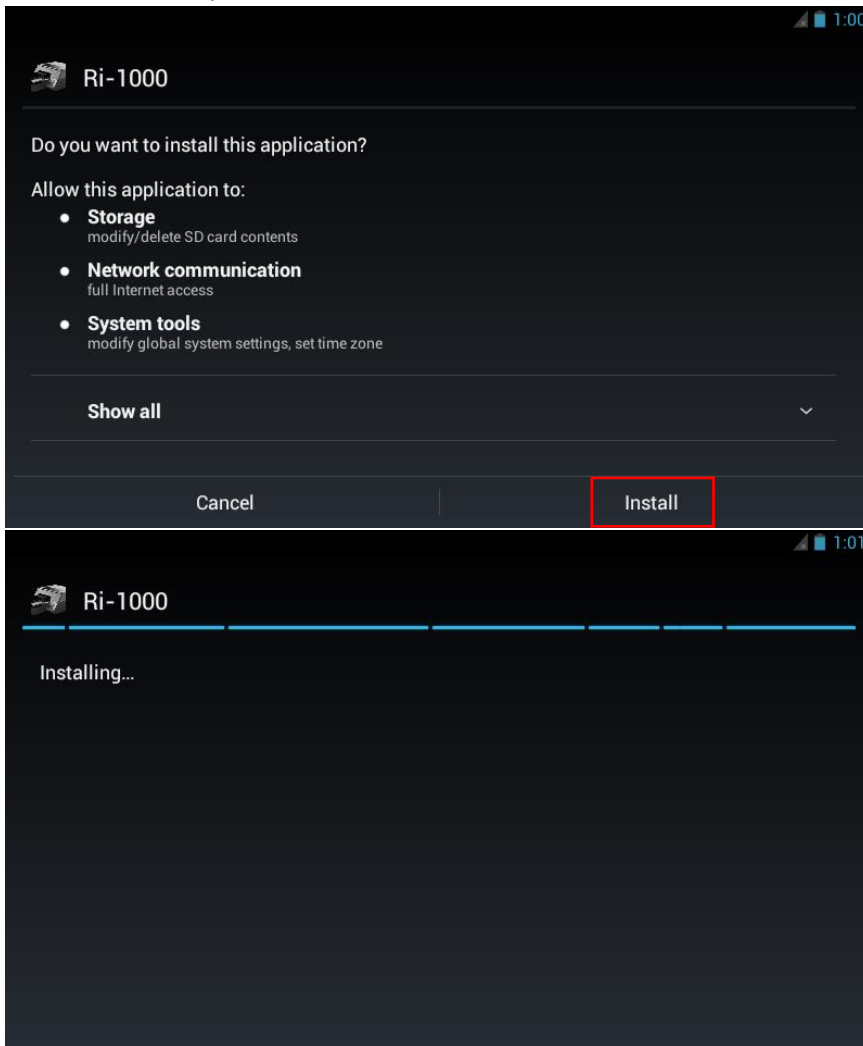 1:00
Ri-1000
Do you want to install this application?
Allow this application to:
● Storage
modify/delete SD card contents
● Network communication
full Internet access
● System tools
modify global system settings, set time zone
Show all
Cancel Install
1:01
Ri-1000
Installing...